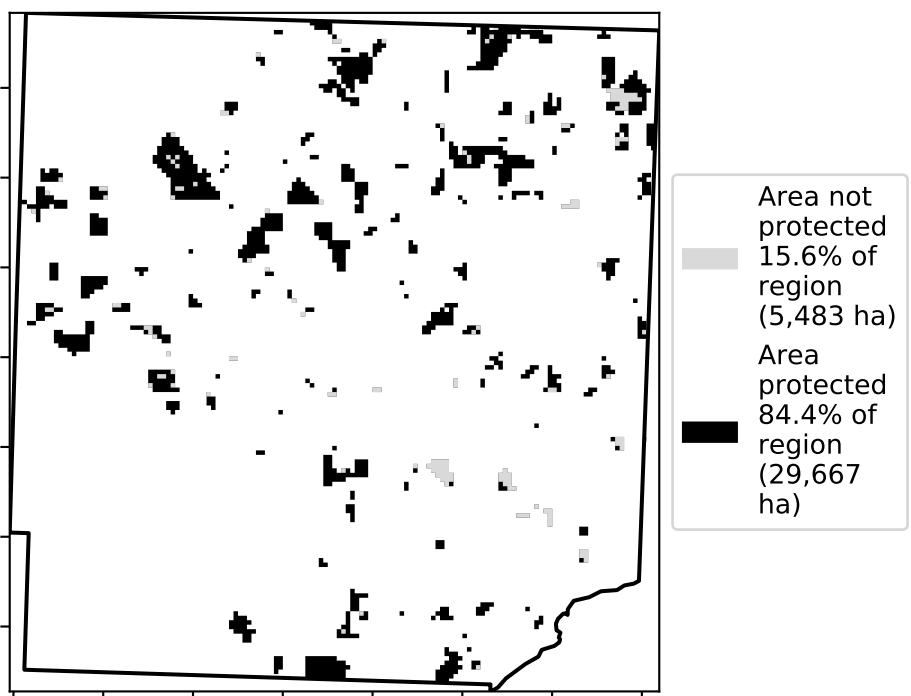 Area not
protected
15.6% of
region
(5,483 ha)
Area
protected
84.4% of
region
(29,667
ha)